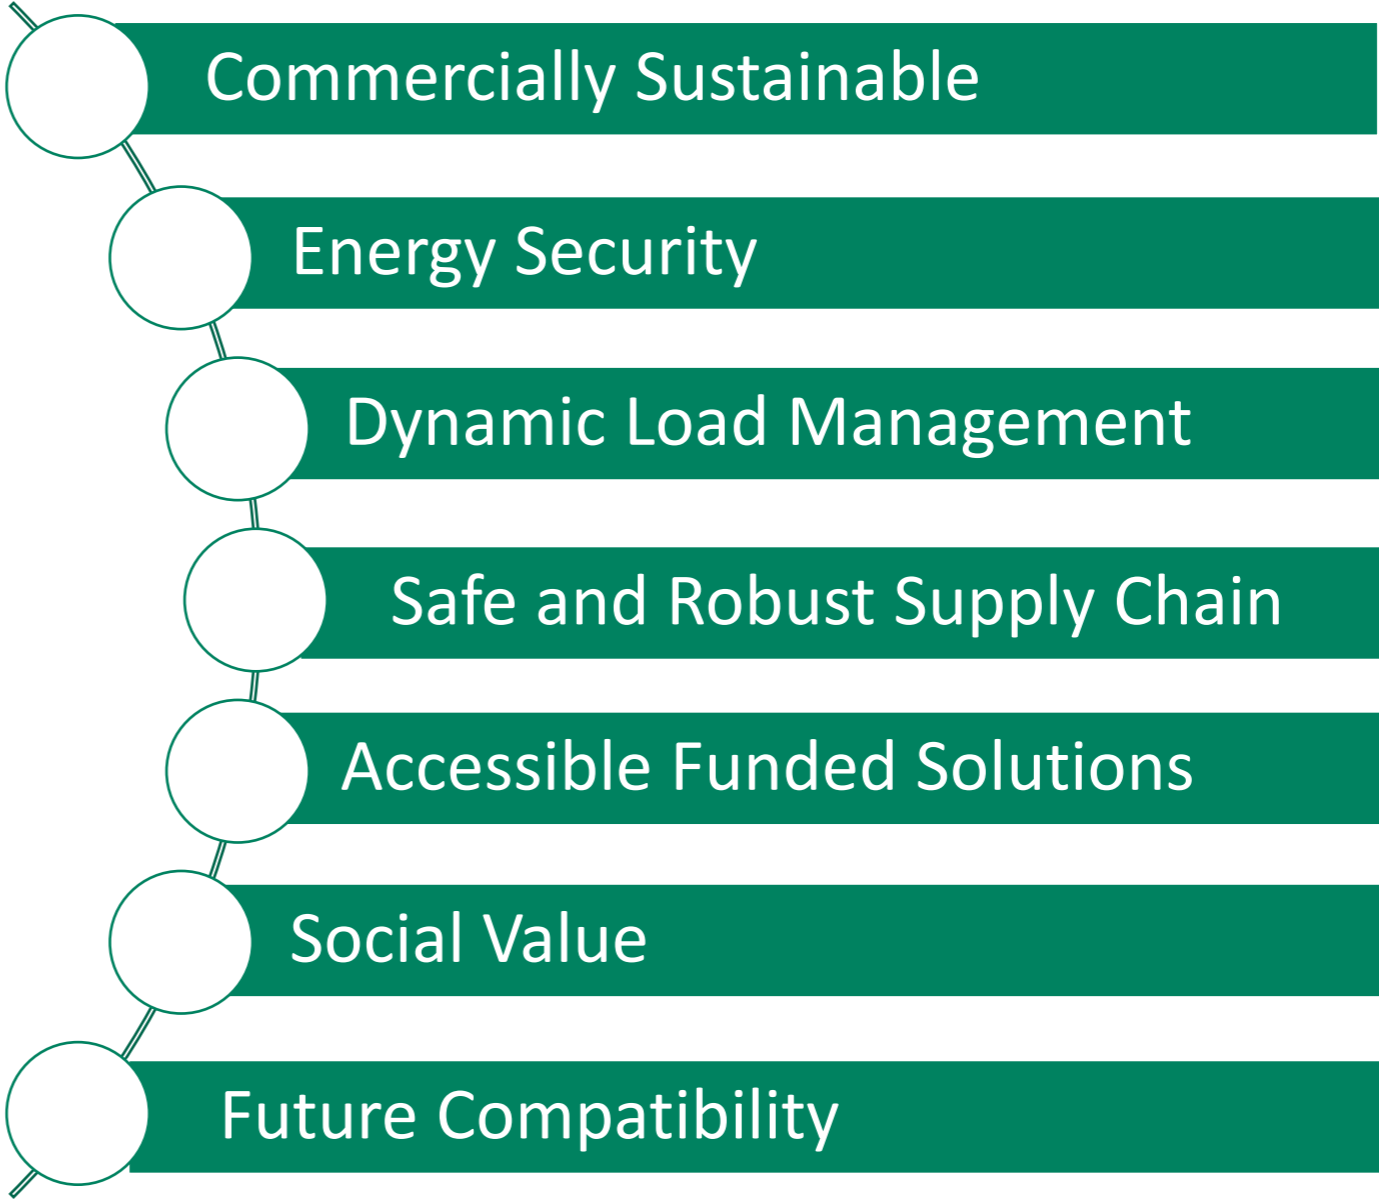 Commercially Sustainable
Energy Security
Dynamic Load Management
Safe and Robust Supply Chain
Accessible Funded Solutions
Social Value
Future Compatibility